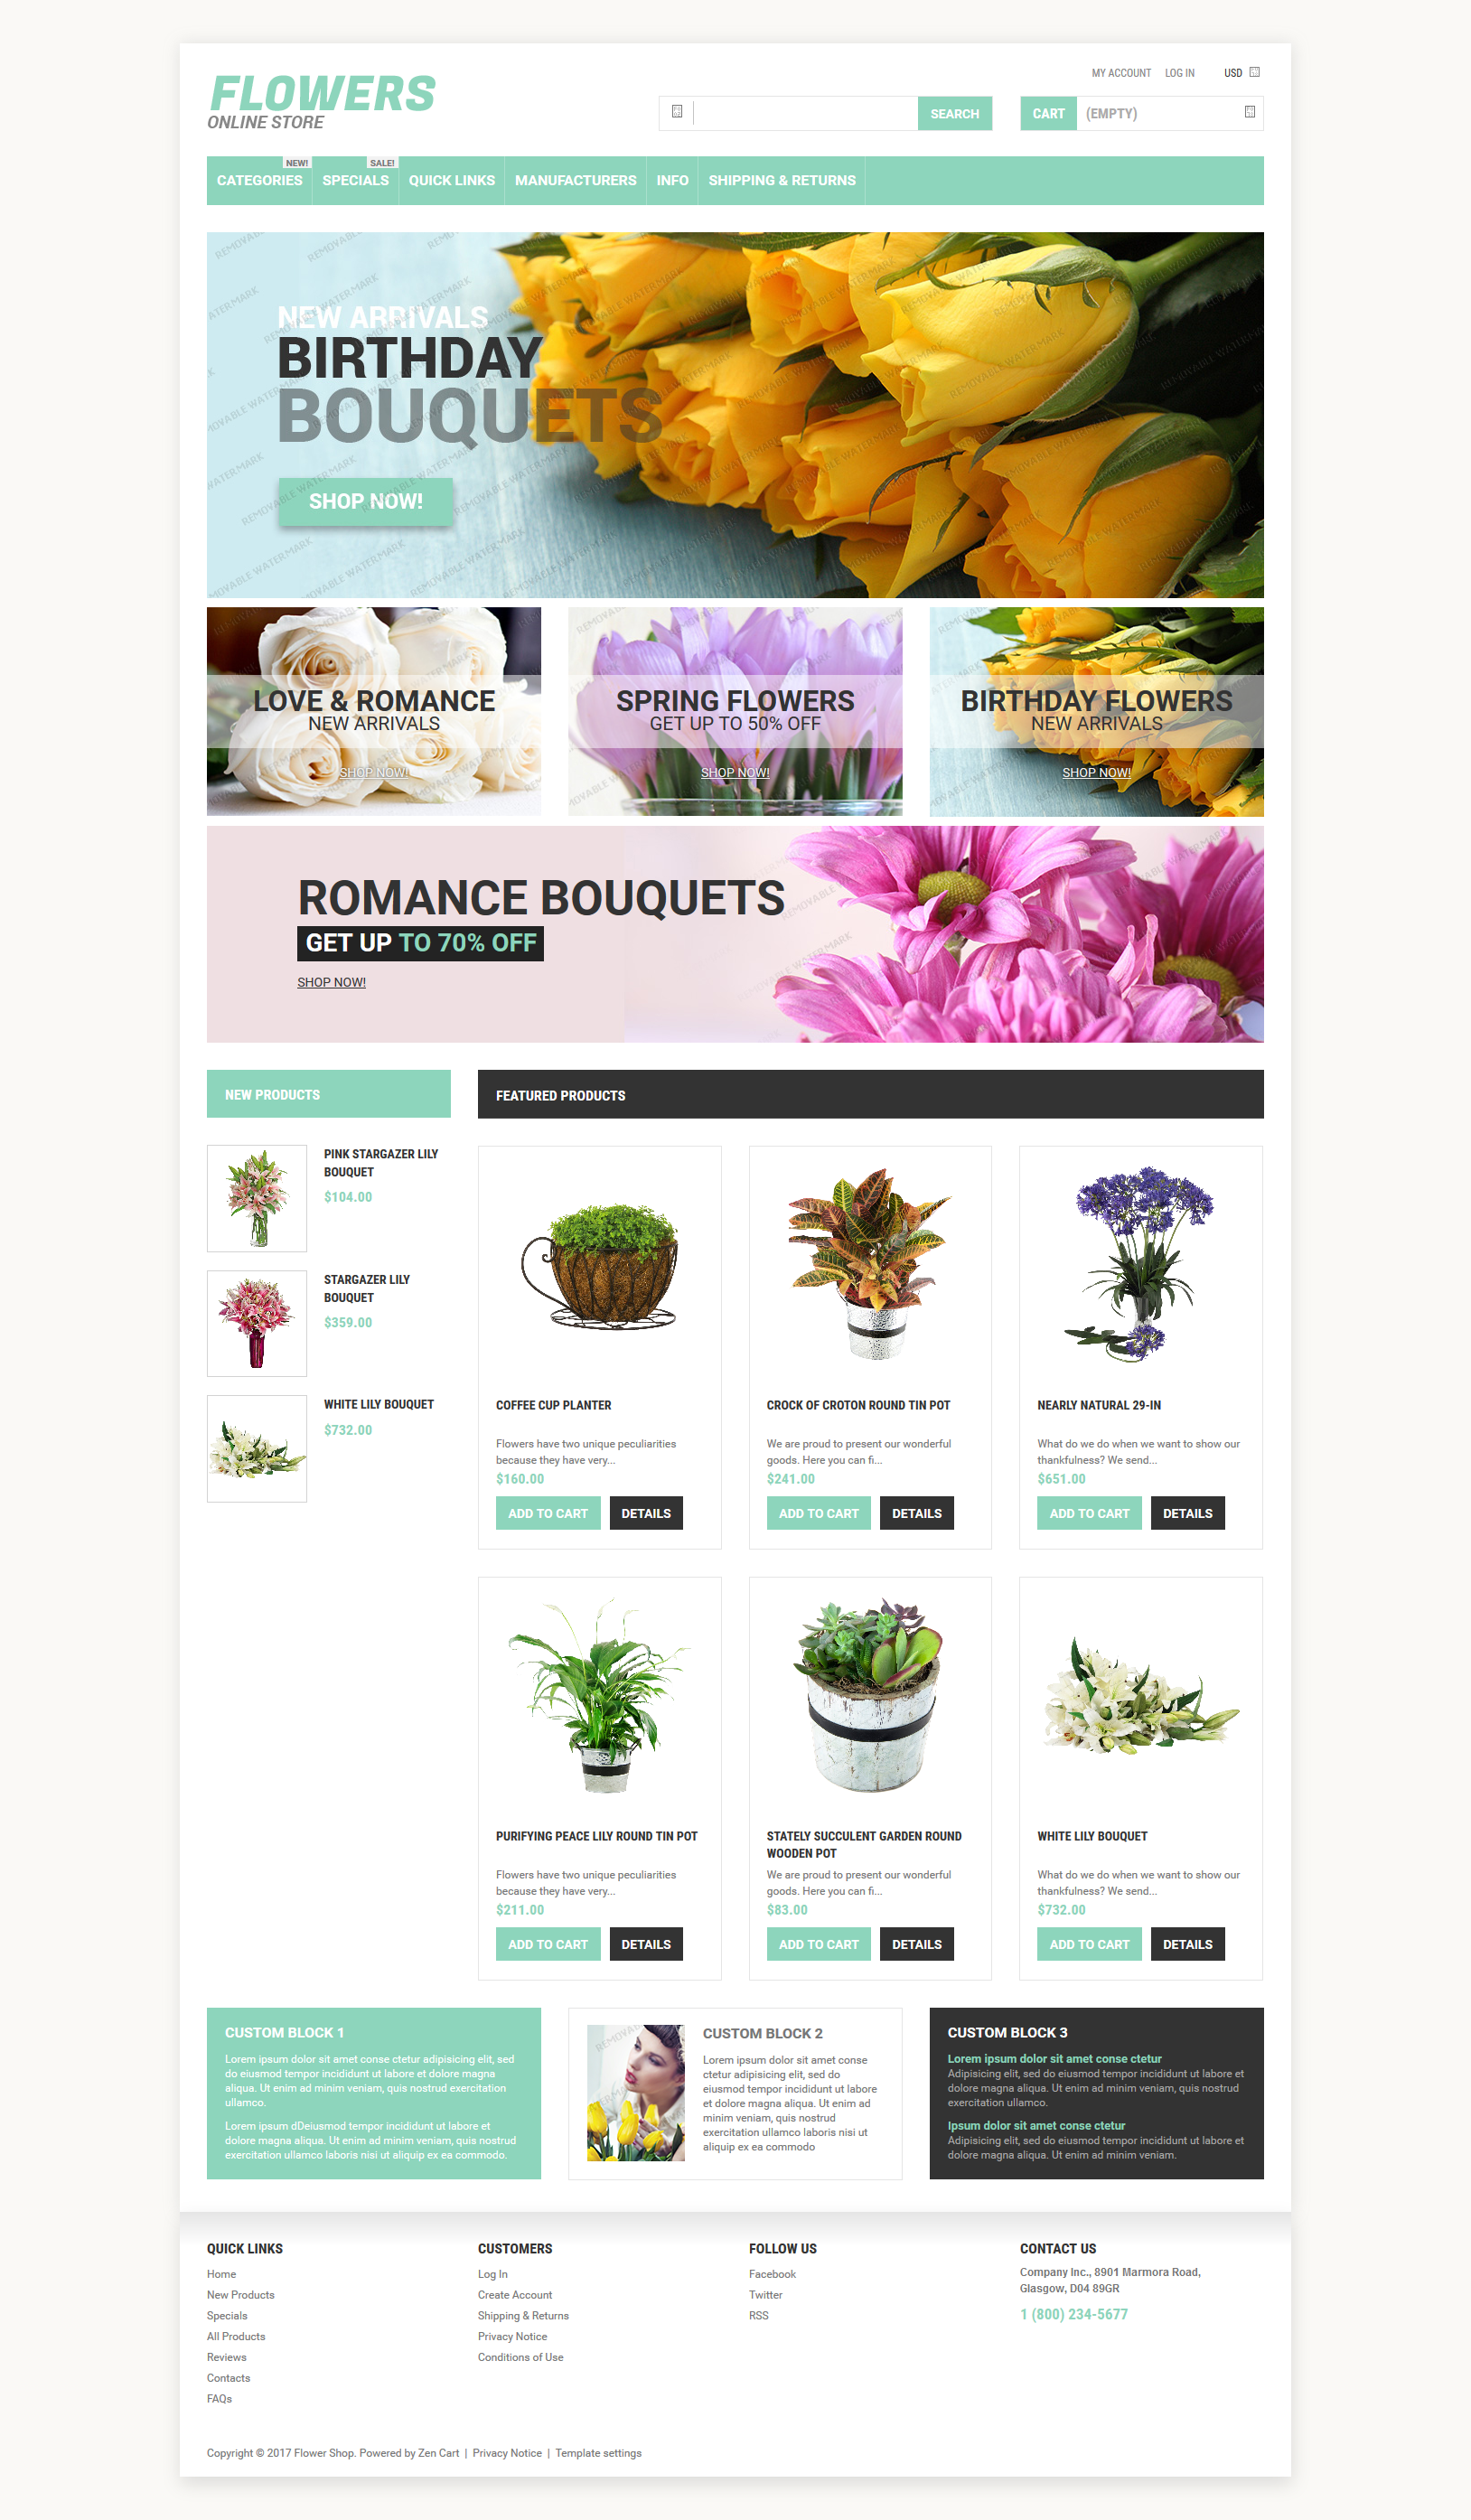 FLOWERS
ONLINE STORE
MY ACCOUNT LOG IN USD
SEARCH
CART (EMPTY)
NEW! SALE!
CATEGORIES SPECIALS QUICK LINKS MANUFACTURERS INFO SHIPPING & RETURNS
NEW ARRIVALS
BIRTHDAY
BOUQUETS
SHOP NOW!
REMOVABLE WATERMARK
LOVE & ROMANCE
NEW ARRIVALS
SHOP NOW!
SPRING FLOWERS
GET UP TO 50% OFF
SHOP NOW!
BIRTHDAY FLOWERS
NEW ARRIVALS
SHOP NOW!
ROMANCE BOUQUETS
GET UP TO 70% OFF
SHOP NOW!
NEW PRODUCTS
PINK STARGAZER LILY
BOUQUET
$104.00
STARGAZER LILY
BOUQUET
$359.00
WHITE LILY BOUQUET
$732.00
FEATURED PRODUCTS
COFFEE CUP PLANTER
Flowers have two unique peculiarities
because they have very...
$160.00
ADD TO CART DETAILS
CROCK OF CROTON ROUND TIN POT
We are proud to present our wonderful
goods. Here you can fi...
$241.00
ADD TO CART DETAILS
NEARLY NATURAL 29-IN
What do we do when we want to show our
thankfulness? We send...
$651.00
ADD TO CART DETAILS
PURIFYING PEACE LILY ROUND TIN POT
Flowers have two unique peculiarities
because they have very...
$211.00
ADD TO CART DETAILS
STATELY SUCCULENT GARDEN ROUND
WOODEN POT
We are proud to present our wonderful
goods. Here you can fi...
$83.00
ADD TO CART DETAILS
WHITE LILY BOUQUET
What do we do when we want to show our
thankfulness? We send...
$732.00
ADD TO CART DETAILS
CUSTOM BLOCK 1
Lorem ipsum dolor sit amet conse ctetur adipisicing elit, sed
do eiusmod tempor incididunt ut labore et dolore magna
aliqua. Ut enim ad minim veniam, quis nostrud exercitation
ullamco.
Lorem ipsum dDeiusmod tempor incididunt ut labore et
dolore magna aliqua. Ut enim ad minim veniam, quis nostrud
exercitation ullamco laboris nisi ut aliquip ex ea commodo.
CUSTOM BLOCK 2
Lorem ipsum dolor sit amet conse
ctetur adipisicing elit, sed do
eiusmod tempor incididunt ut labore
et dolore magna aliqua. Ut enim ad
minim veniam, quis nostrud
exercitation ullamco laboris nisi ut
aliquip ex ea commodo
CUSTOM BLOCK 3
Lorem ipsum dolor sit amet conse ctetur
Adipisicing elit, sed do eiusmod tempor incididunt ut labore et
dolore magna aliqua. Ut enim ad minim veniam, quis nostrud
exercitation ullamco.
Ipsum dolor sit amet conse ctetur
Adipisicing elit, sed do eiusmod tempor incididunt ut labore et
dolore magna aliqua. Ut enim ad minim veniam.
QUICK LINKS
Home
New Products
Specials
All Products
Reviews
Contacts
FAQs
CUSTOMERS
Log In
Create Account
Shipping & Returns
Privacy Notice
Conditions of Use
FOLLOW US
Facebook
Twitter
RSS
CONTACT US
Company Inc., 8901 Marmora Road,
Glasgow, D04 89GR
1 (800) 234-5677
Copyright © 2017 Flower Shop. Powered by Zen Cart | Privacy Notice | Template settings